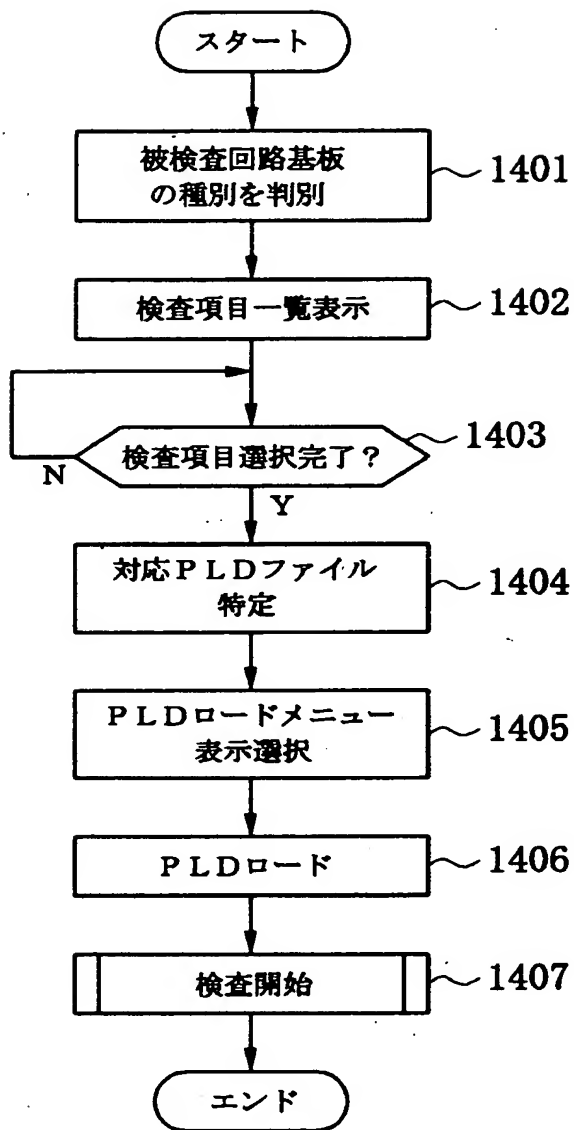 スタート
被検査回路基板
の種別を判別
1401
検査項目一覧表示
1402
検査項目選択完了？
1403
N
Y
対応ＰＬＤファイル
特定
1404
ＰＬＤロードメニュー
表示選択
1405
ＰＬＤロード
1406
検査開始
1407
エンド